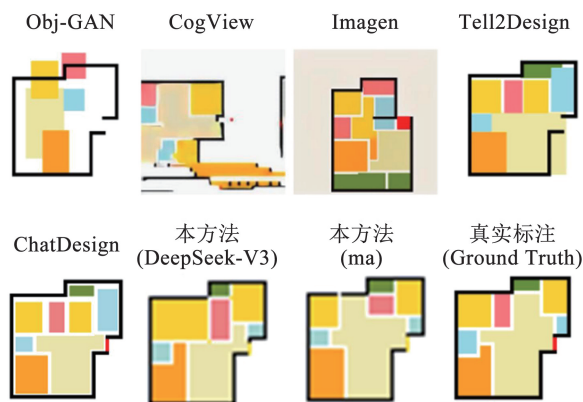 Obj-GAN CogView Imagen Tell2Design
ChatDesign 本方法 (DeepSeek-V3) 本方法 (ma) 真实标注 (Ground Truth)